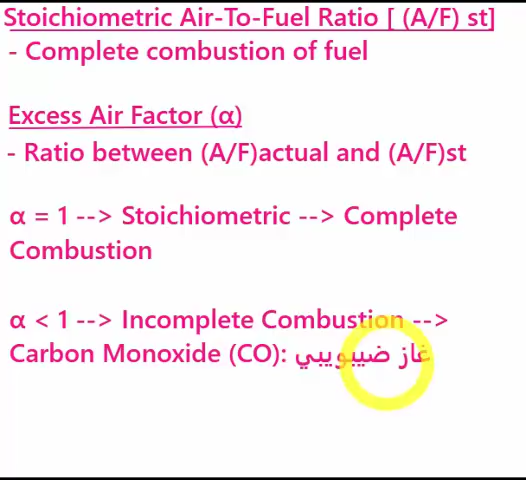 Stoichiometric Air-To-Fuel Ratio [ (A/F) st]
- Complete combustion of fuel
Excess Air Factor (α)
- Ratio between (A/F)actual and (A/F)st
α = 1 --> Stoichiometric --> Complete
Combustion
α < 1 --> Incomplete Combustion -->
Carbon Monoxide (CO): غاز ضيبويبي